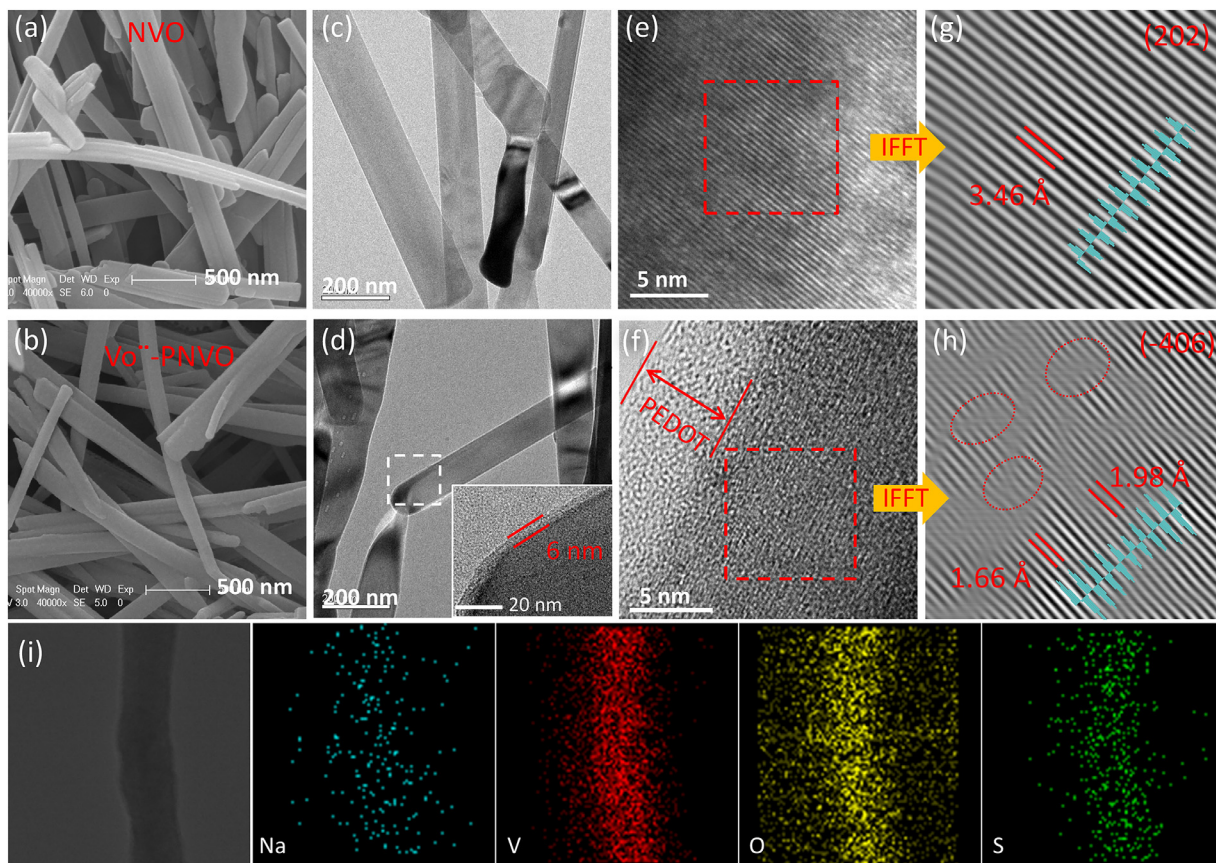 (a)
NVO
500 nm
Spot Magn Det WD Exp
40000x SE 6.0 0
(c)
200 nm
(e)
5 nm
IFFT
(g)
(202)
3.46 Å
(b)
Vo¨-PNVO
500 nm
Spot Magn Det WD Exp
V 3.0 40000x SE 5.0 0
(d)
200 nm
6 nm
20 nm
(f)
PEDOT
5 nm
IFFT
(h)
(-406)
1.98 Å
1.66 Å
(i)
Na
V
O
S